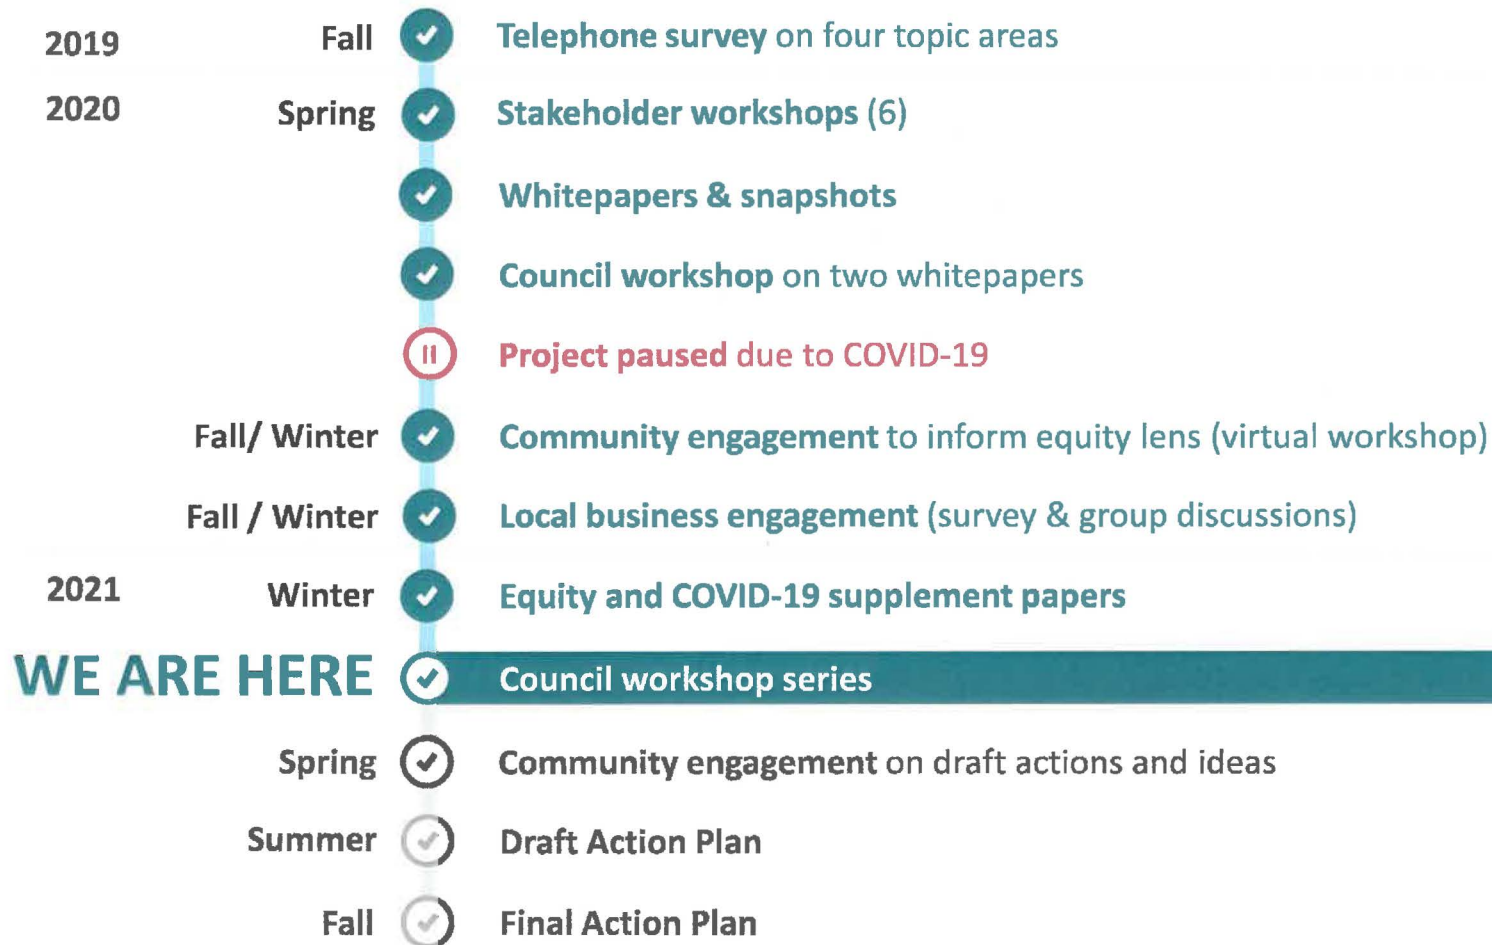 2019 Fall Telephone survey on four topic areas
2020 Spring Stakeholder workshops (6)
Whitepapers & snapshots
Council workshop on two whitepapers
Project paused due to COVID-19
Fall/ Winter Community engagement to inform equity lens (virtual workshop)
Fall / Winter Local business engagement (survey & group discussions)
2021 Winter Equity and COVID-19 supplement papers
WE ARE HERE Council workshop series
Spring Community engagement on draft actions and ideas
Summer Draft Action Plan
Fall Final Action Plan